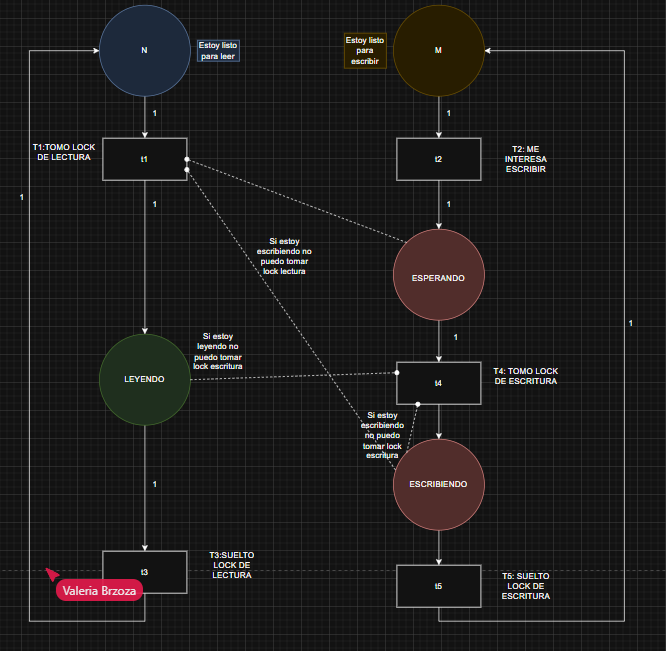 N
Estoy listo
para leer
Estoy listo
para
escribir
M
1
1
T1:TOMO LOCK
DE LECTURA
t1
t2
T2: ME
INTERESA
ESCRIBIR
1
1
1
Si estoy
escribiendo no
puedo tomar
lock lectura
ESPERANDO
1
1
Si estoy
leyendo no
puedo tomar
lock escritura
LEYENDO
t4
T4: TOMO LOCK
DE ESCRITURA
Si estoy
escribiendo
no puedo
tomar lock
escritura
1
ESCRIBIENDO
t3
T3:SUELTO
LOCK DE
LECTURA
Valeria Brzoza
t5
T5: SUELTO
LOCK DE
ESCRITURA